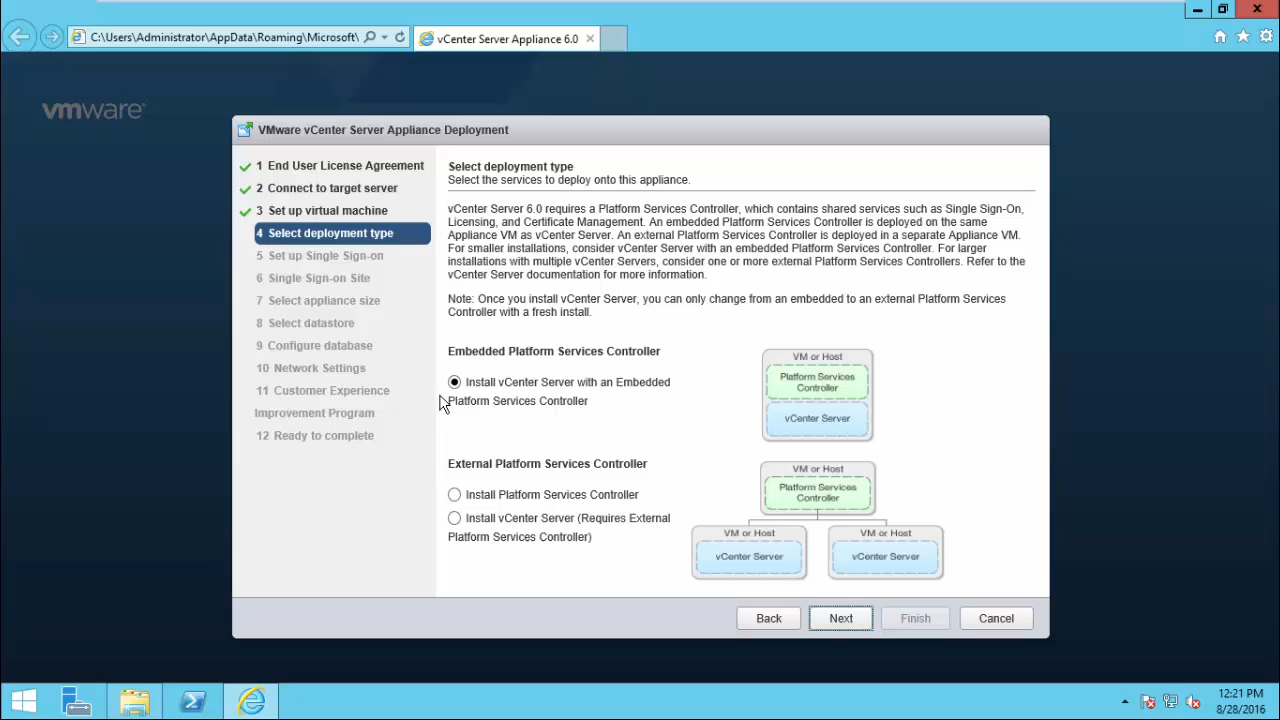 C:\Users\Administrator\AppData\Roaming\Microsoft\
vCenter Server Appliance 6.0
vmware
VMware vCenter Server Appliance Deployment
1 End User License Agreement
2 Connect to target server
3 Set up virtual machine
4 Select deployment type
5 Set up Single Sign-on
6 Single Sign-on Site
7 Select appliance size
8 Select datastore
9 Configure database
10 Network Settings
11 Customer Experience
Improvement Program
12 Ready to complete
Select deployment type
Select the services to deploy onto this appliance.
vCenter Server 6.0 requires a Platform Services Controller, which contains shared services such as Single Sign-On,
Licensing, and Certificate Management. An embedded Platform Services Controller is deployed on the same
Appliance VM as vCenter Server. An external Platform Services Controller is deployed in a separate Appliance VM.
For smaller installations, consider vCenter Server with an embedded Platform Services Controller. For larger
installations with multiple vCenter Servers, consider one or more external Platform Services Controllers. Refer to the
vCenter Server documentation for more information.
Note: Once you install vCenter Server, you can only change from an embedded to an external Platform Services
Controller with a fresh install.
Embedded Platform Services Controller
Install vCenter Server with an Embedded
Platform Services Controller
VM or Host
Platform Services
Controller
vCenter Server
External Platform Services Controller
Install Platform Services Controller
Install vCenter Server (Requires External
Platform Services Controller)
VM or Host
Platform Services
Controller
VM or Host
vCenter Server
VM or Host
vCenter Server
Back
Next
Finish
Cancel
12:21 PM
8/28/2016